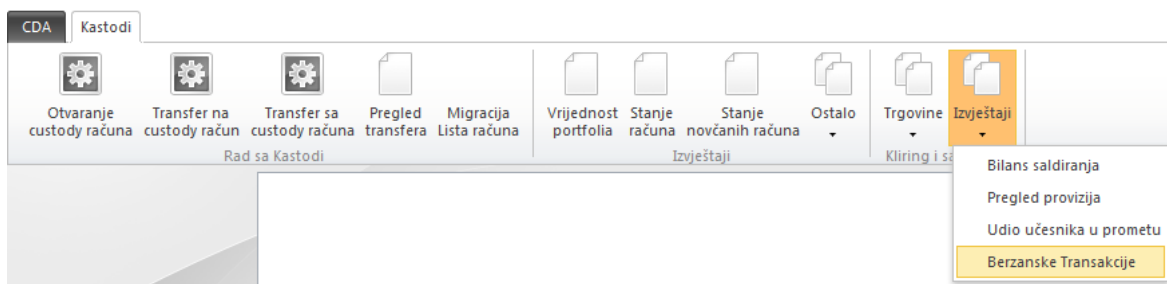 CDA Kastodi
Otvaranje custody računa
Transfer na custody račun
Transfer sa custody računa
Pregled transfera
Migracija Lista računa
Rad sa Kastodi
Vrijednost portfolia
Stanje računa
Stanje novčanih računa
Ostalo
Izvještaji
Trgovine
Izvještaji
Kliring i sa
Bilans saldiranja
Pregled provizija
Udio učesnika u prometu
Berzanske Transakcije